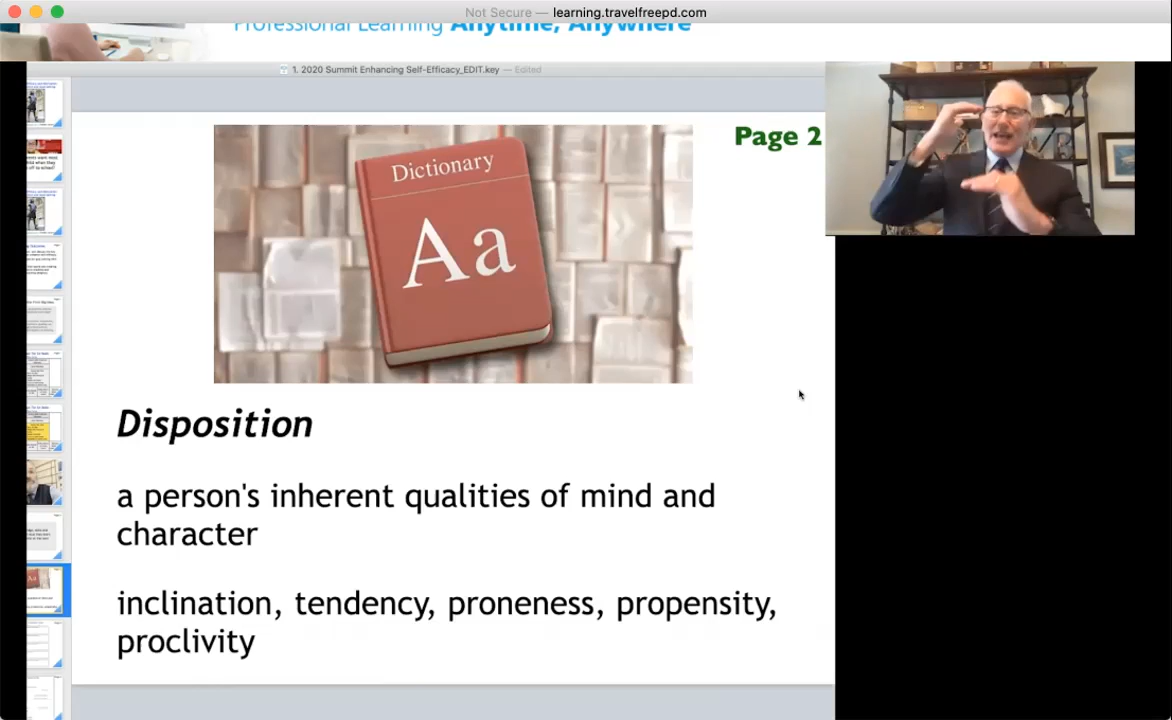 Not Secure — learning.travelfreepd.com
Professional Learning Anytime, Anywhere
1. 2020 Summit Enhancing Self-Efficacy_EDIT.key — Edited
Page 2
Dictionary
Aa
Disposition
a person's inherent qualities of mind and
character
inclination, tendency, proneness, propensity,
proclivity